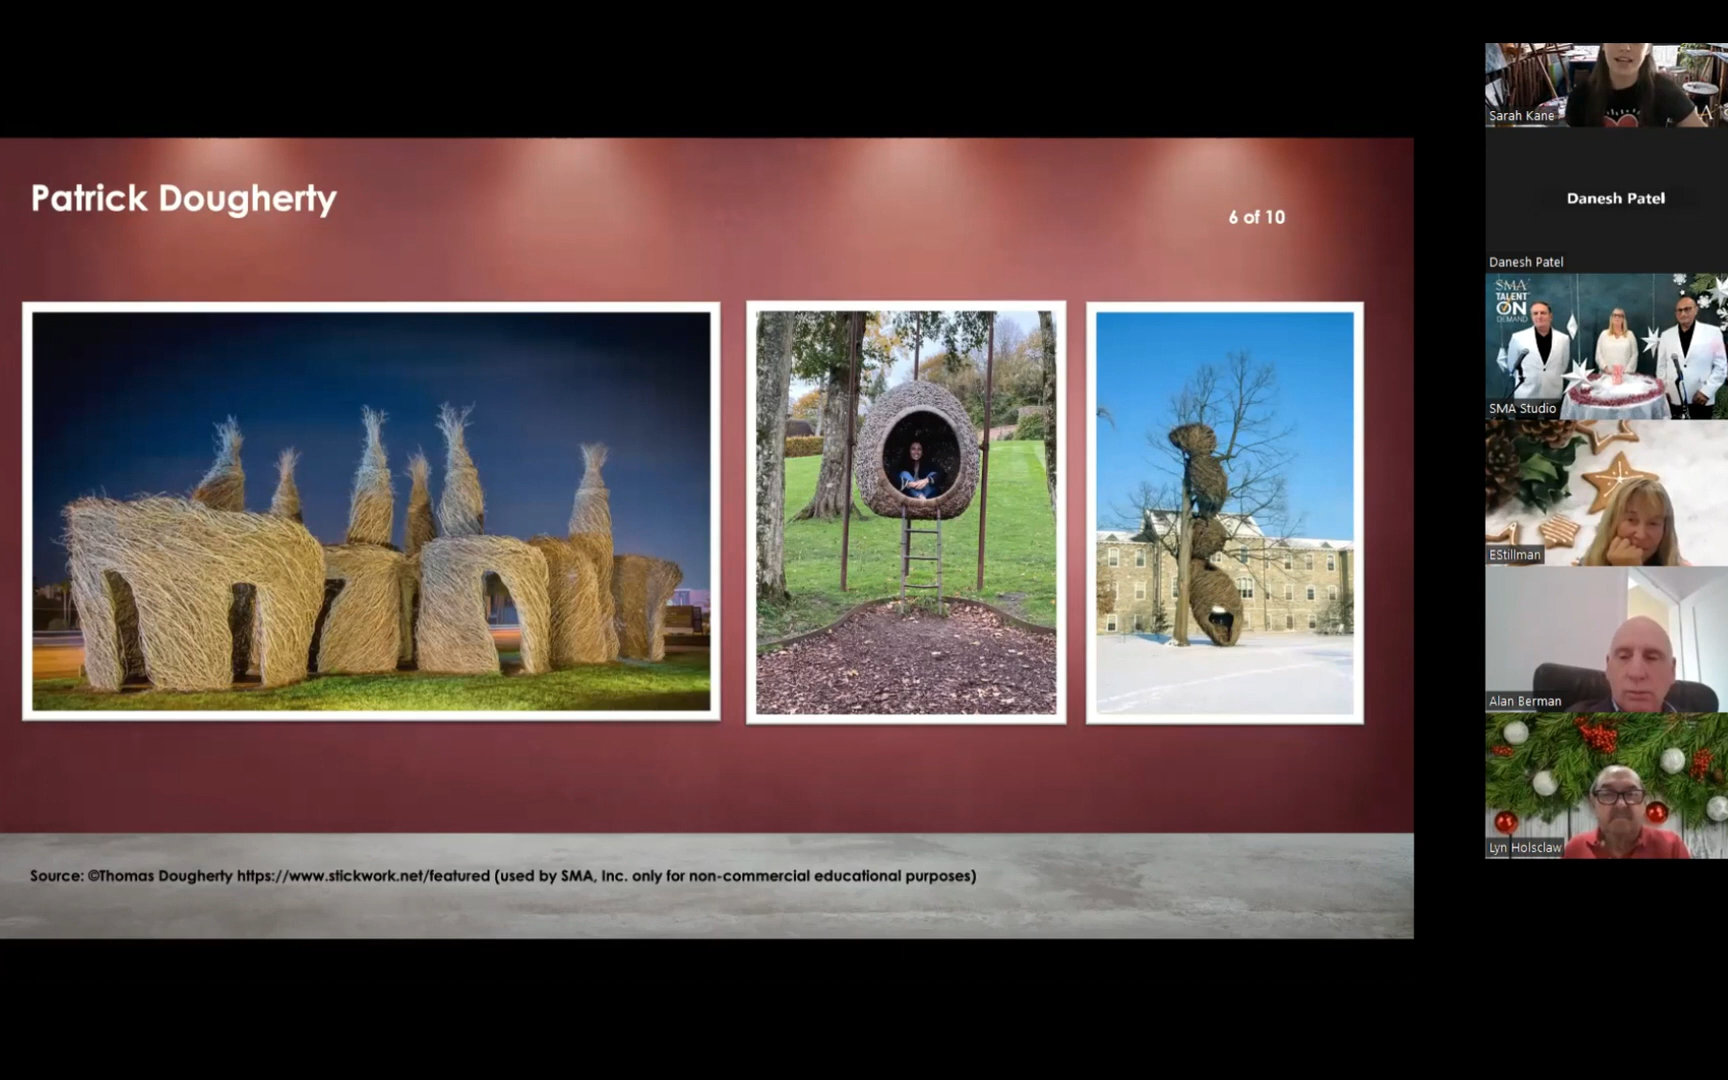 Patrick Dougherty
6 of 10
Source: ©Thomas Dougherty https://www.stickwork.net/featured (used by SMA, Inc. only for non-commercial educational purposes)
Sarah Kane
Danesh Patel
Danesh Patel
SMA
TALENT
ON
DEMAND
SMA Studio
EStillman
Alan Berman
Lyn Holsclaw